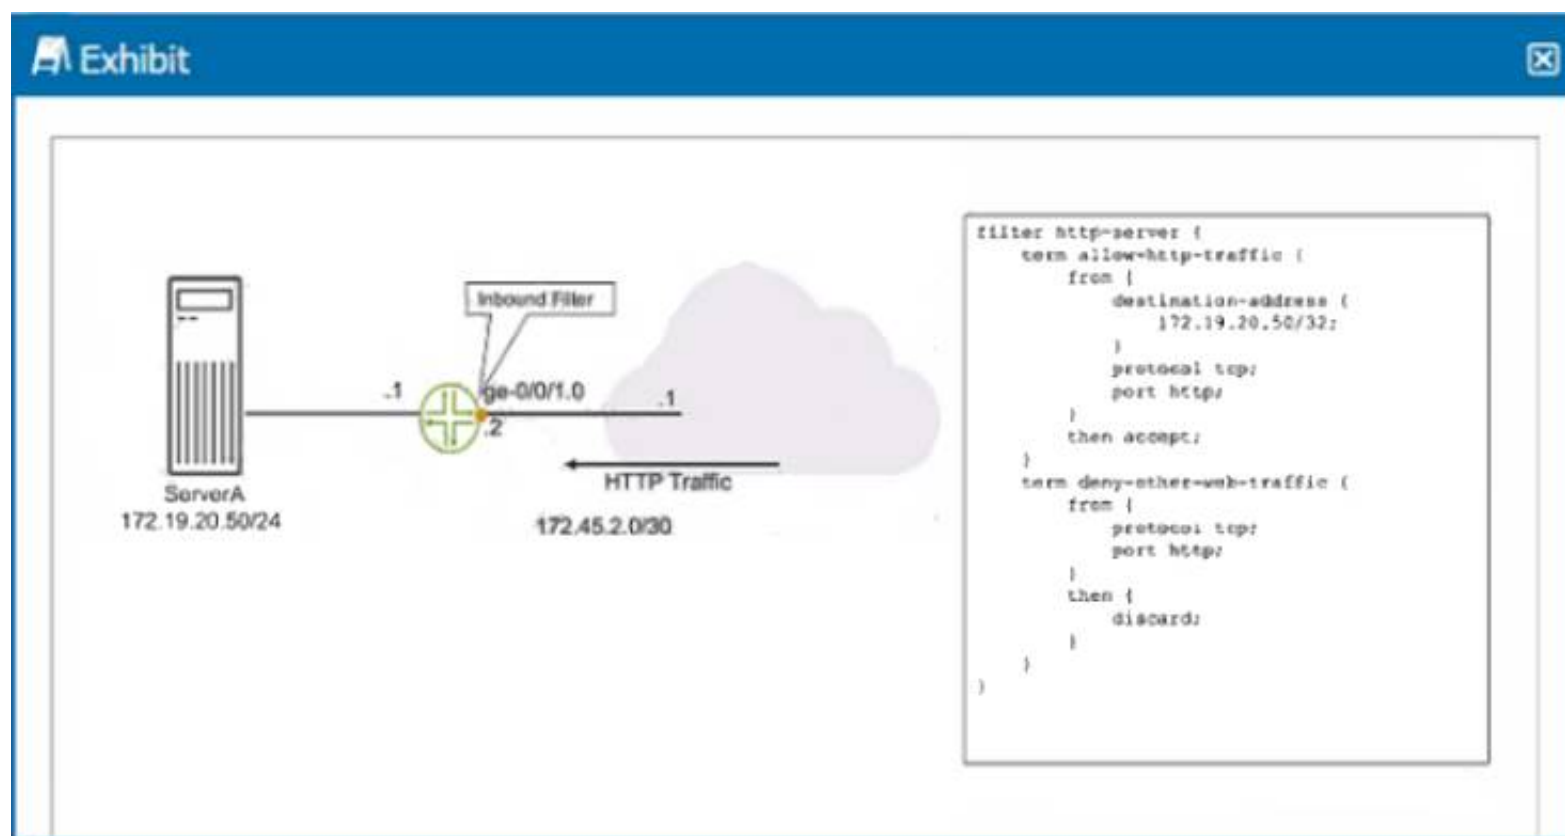 Exhibit
Inbound Filter
.1
ge-0/0/1.0
.1
.2
HTTP Traffic
ServerA
172.19.20.50/24
172.45.2.0/30
filter http-server {
term allow-http-traffic {
from {
destination-address {
172.19.20.50/32;
}
protocol tcp;
port http;
}
then accept;
}
term deny-other-web-traffic {
from {
protocol tcp;
port http;
}
then {
discard;
}
}
}